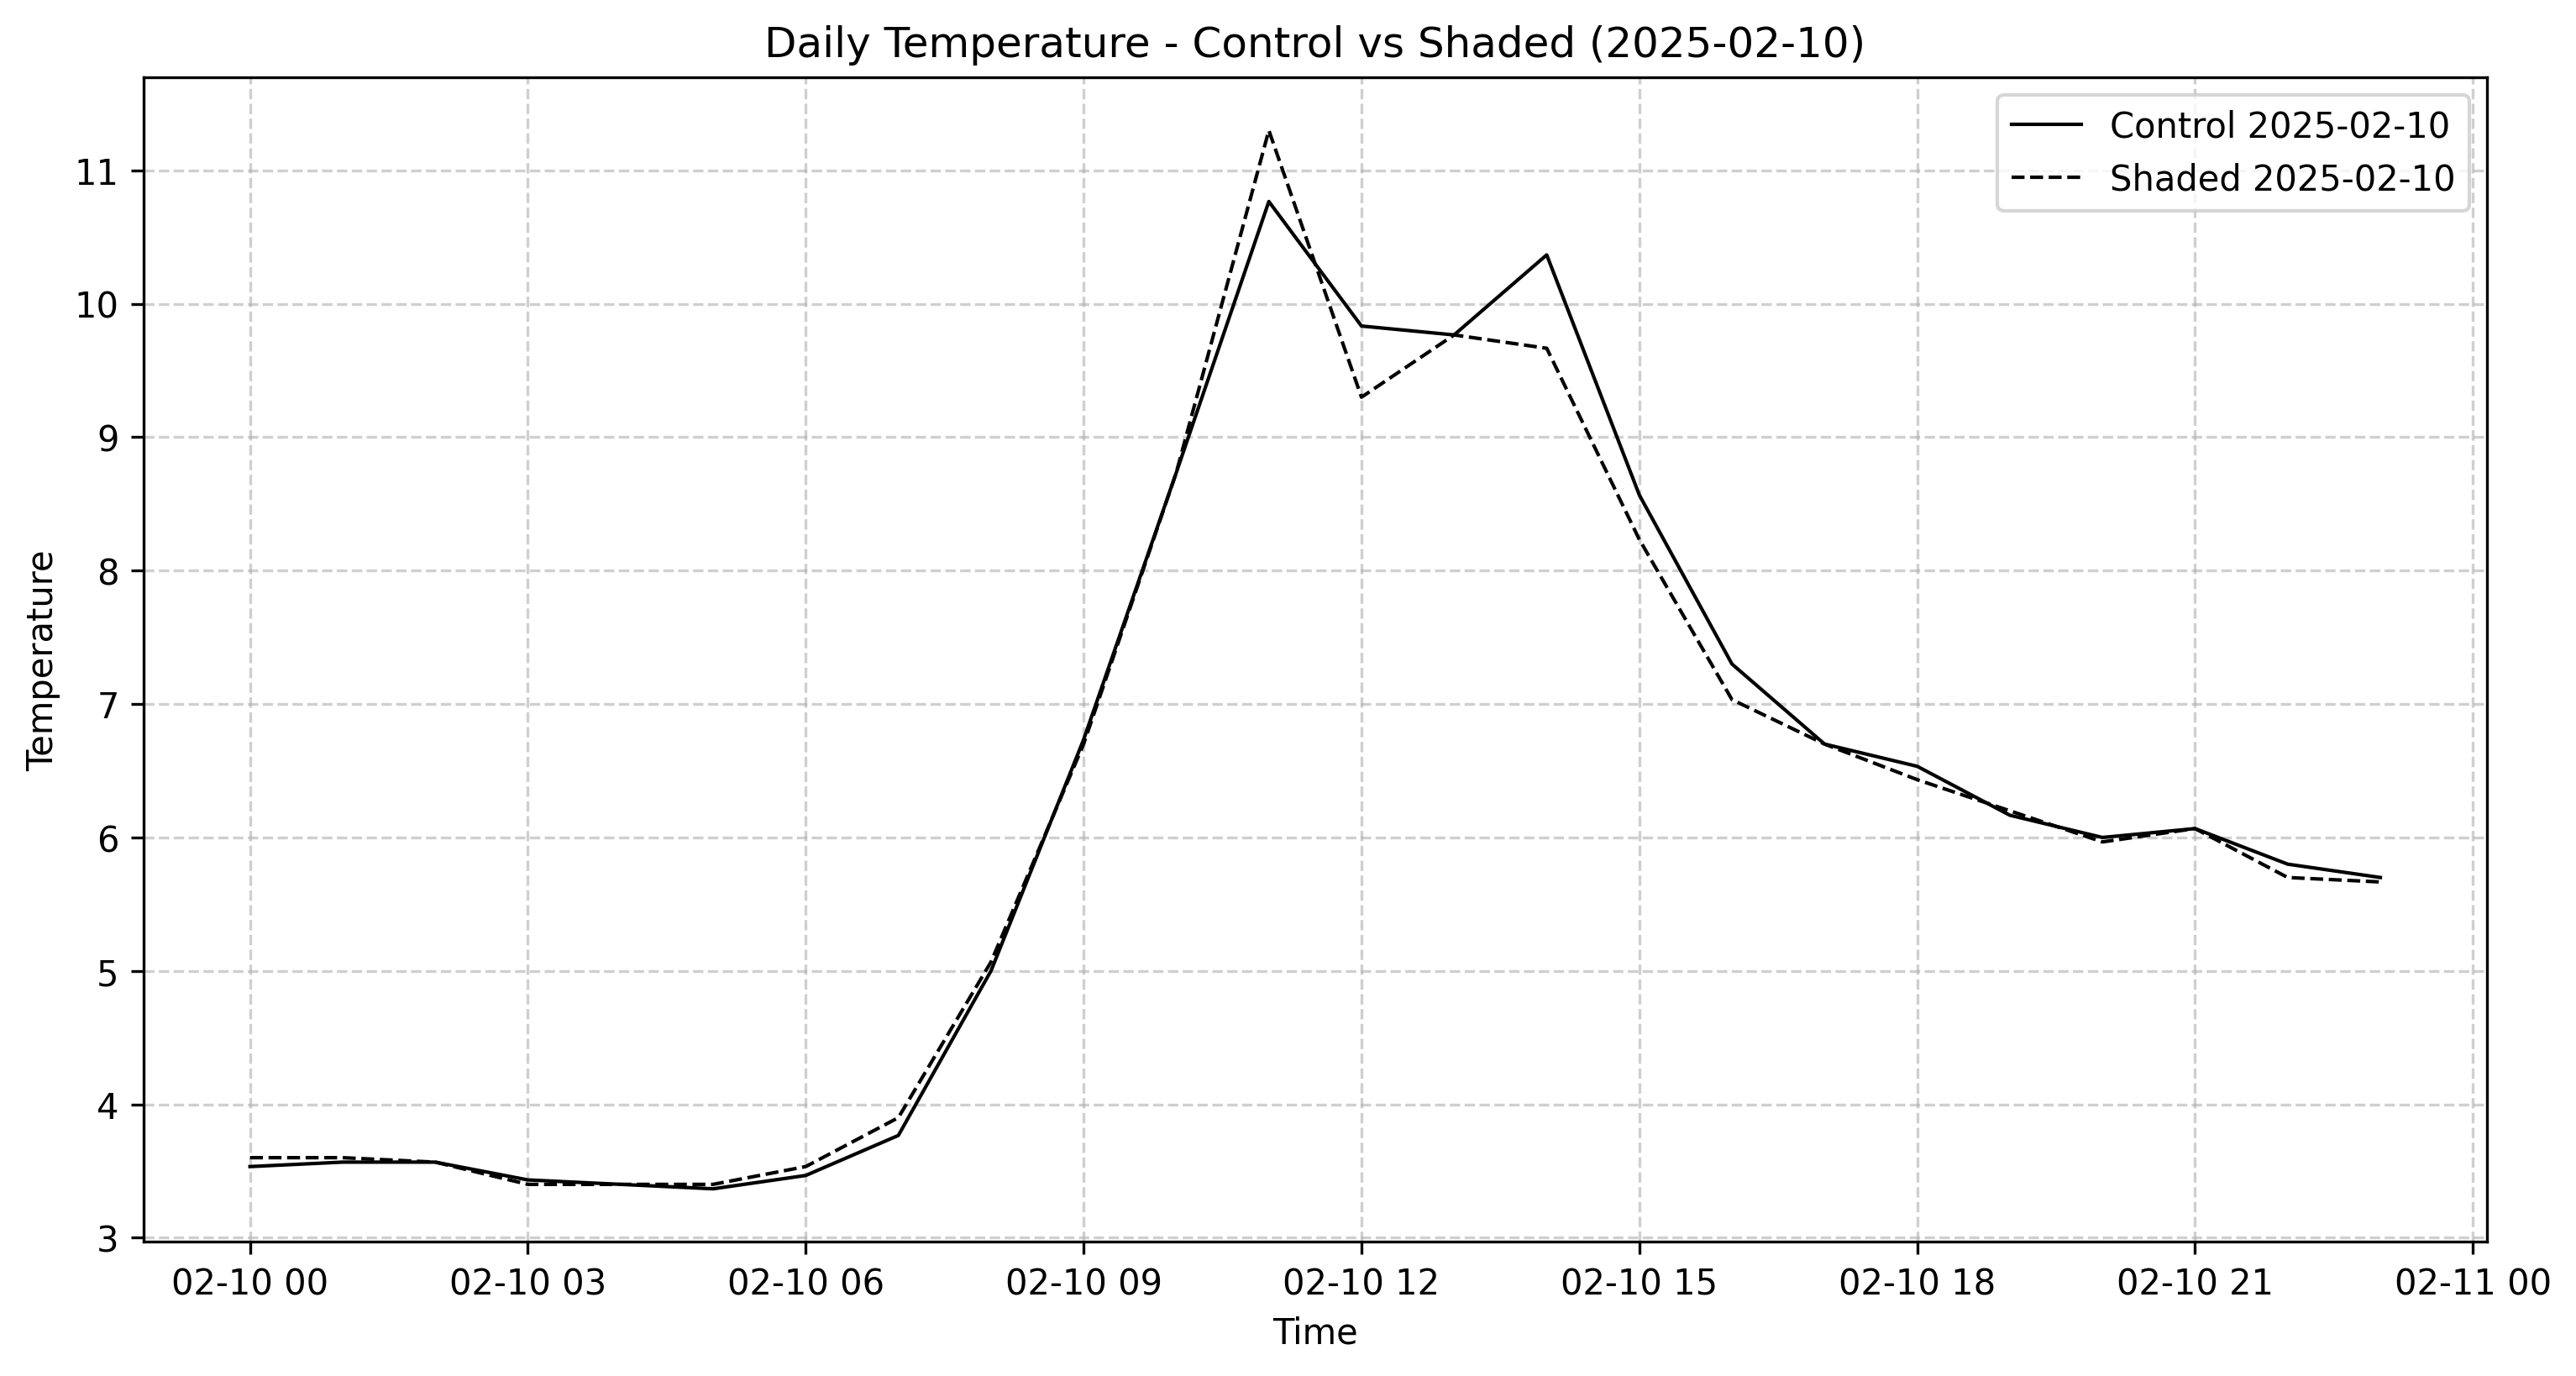 Daily Temperature - Control vs Shaded (2025-02-10)
Control 2025-02-10
Shaded 2025-02-10
11
10
9
8
7
6
5
4
3
Temperature
02-10 00 02-10 03 02-10 06 02-10 09 02-10 12 02-10 15 02-10 18 02-10 21 02-11 00
Time